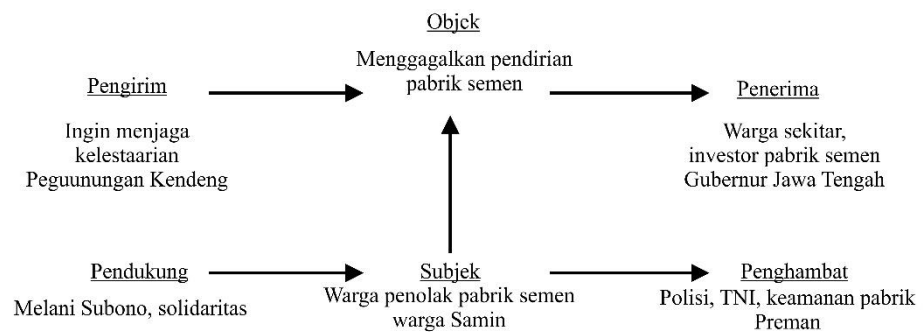 Objek
Menggagalkan pendirian
pabrik semen
Pengirim
Ingin menjaga
kelestaarian
Peguunungan Kendeng
Penerima
Warga sekitar,
investor pabrik semen
Gubernur Jawa Tengah
Pendukung
Melani Subono, solidaritas
Subjek
Warga penolak pabrik semen
warga Samin
Penghambat
Polisi, TNI, keamanan pabrik
Preman